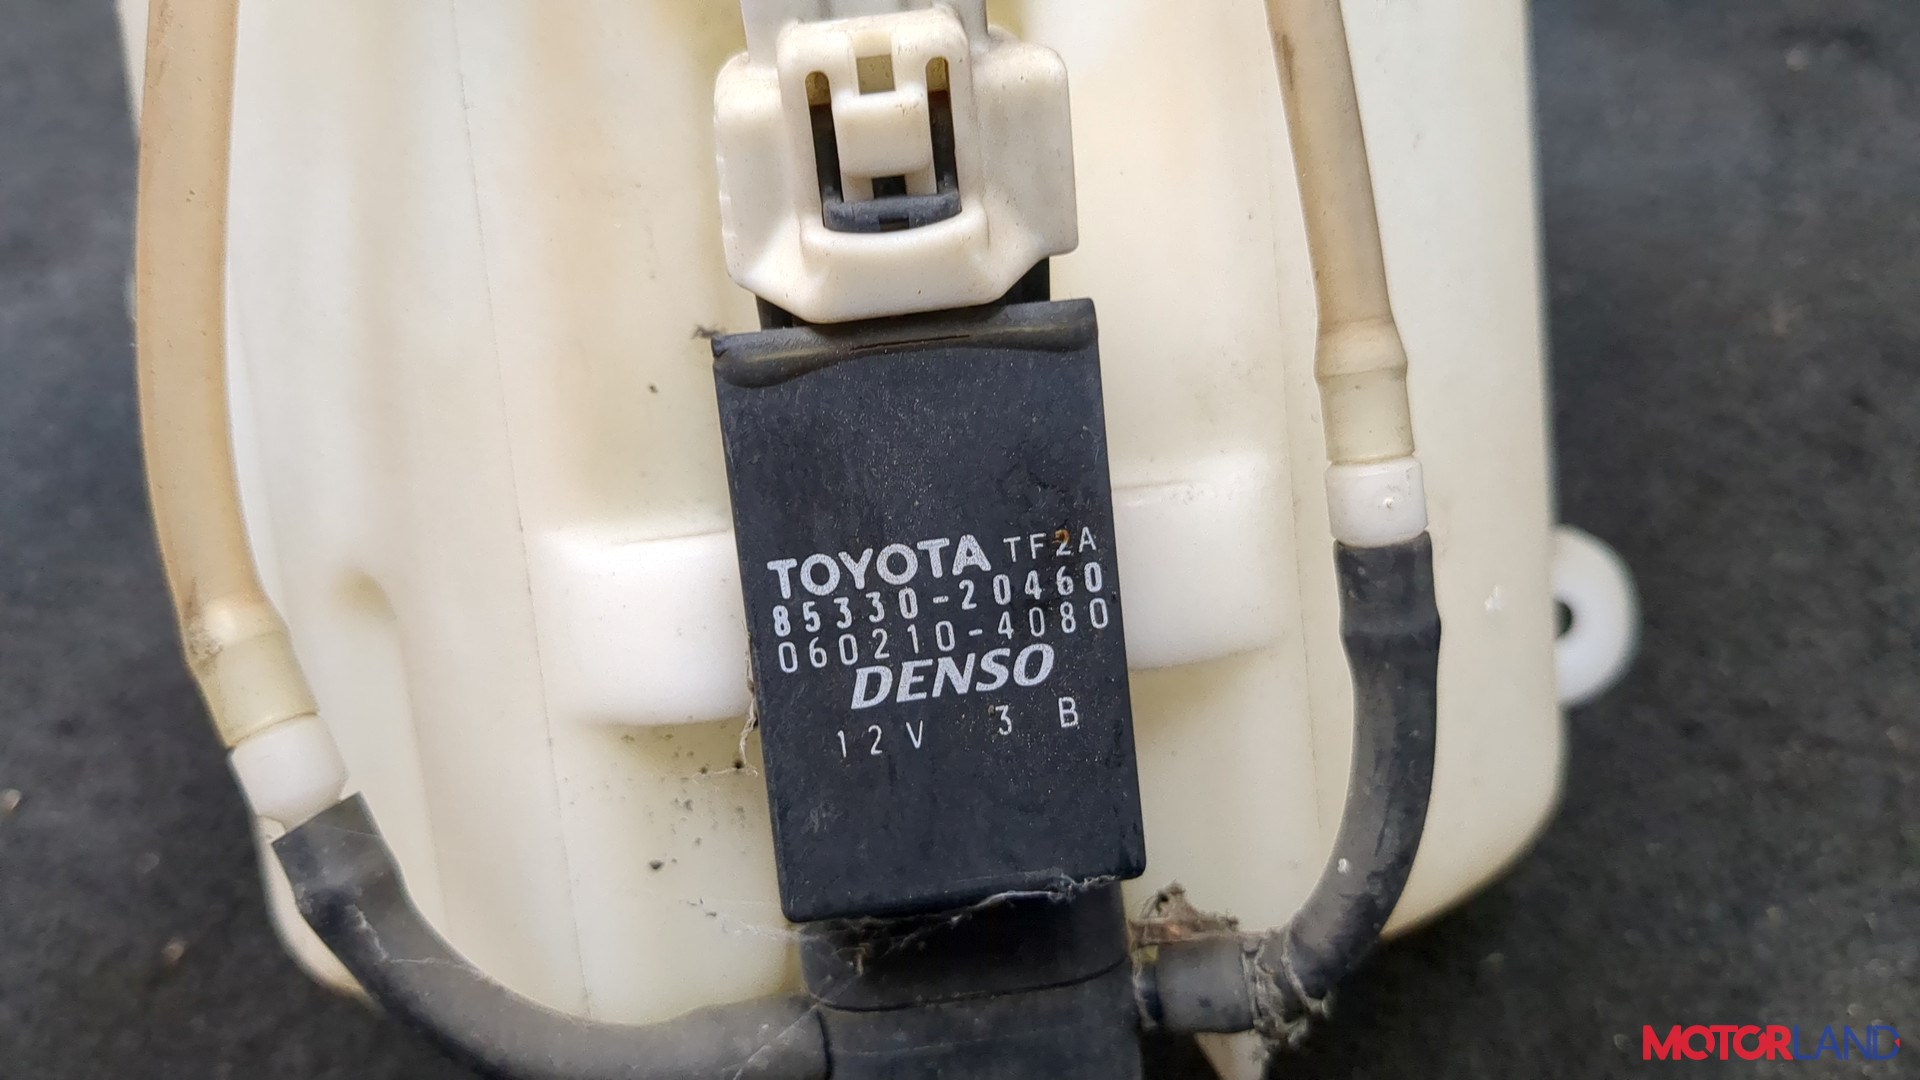 TOYOTA TF2A
85330-20460
060210-4080
DENSO
12V 3 B
MOTORLAND